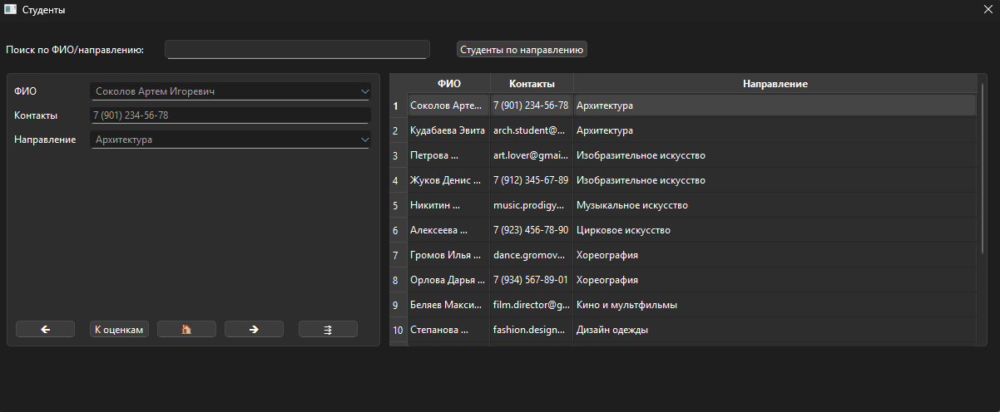 Студенты
Поиск по ФИО/направлению:
Студенты по направлению
ФИО Соколов Артем Игоревич
Контакты 7 (901) 234-56-78
Направление Архитектура
К оценкам
ФИО Контакты Направление
1 Соколов Арте... 7 (901) 234-56-78 Архитектура
2 Кудабаева Эвита arch.student@... Архитектура
3 Петрова ... art.lover@gmai... Изобразительное искусство
4 Жуков Денис ... 7 (912) 345-67-89 Изобразительное искусство
5 Никитин ... music.prodigy... Музыкальное искусство
6 Алексеева ... 7 (923) 456-78-90 Цирковое искусство
7 Громов Илья ... dance.gromov... Хореография
8 Орлова Дарья ... 7 (934) 567-89-01 Хореография
9 Беляев Макси... film.director@g... Кино и мультфильмы
10 Степанова ... fashion.design... Дизайн одежды